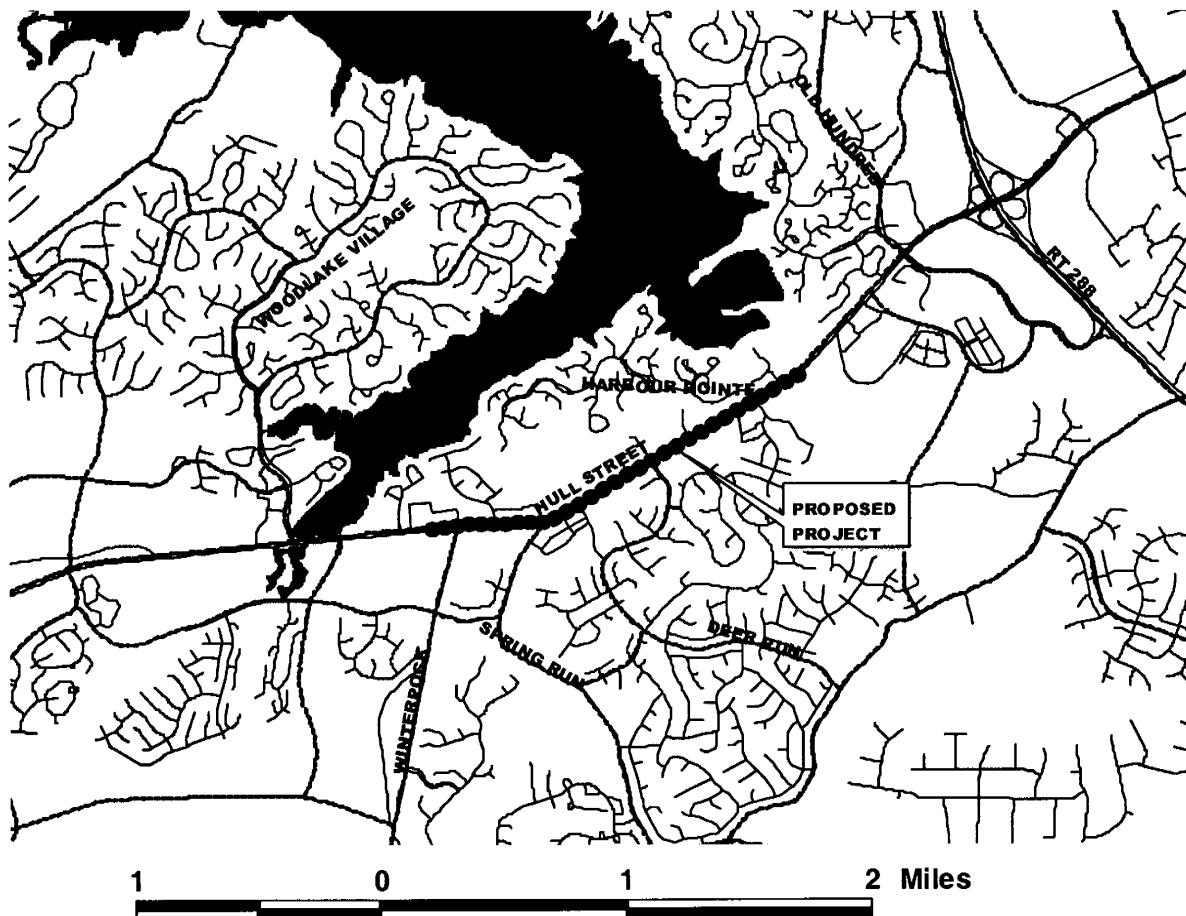 OLD HUNDRED
WOODLAKE VILLAGE
RT 288
HARBOUR POINTE
HULL STREET
PROPOSED
PROJECT
DEER RUN
SPRING RUN
WINTERPOCK
1 0 1 2 Miles